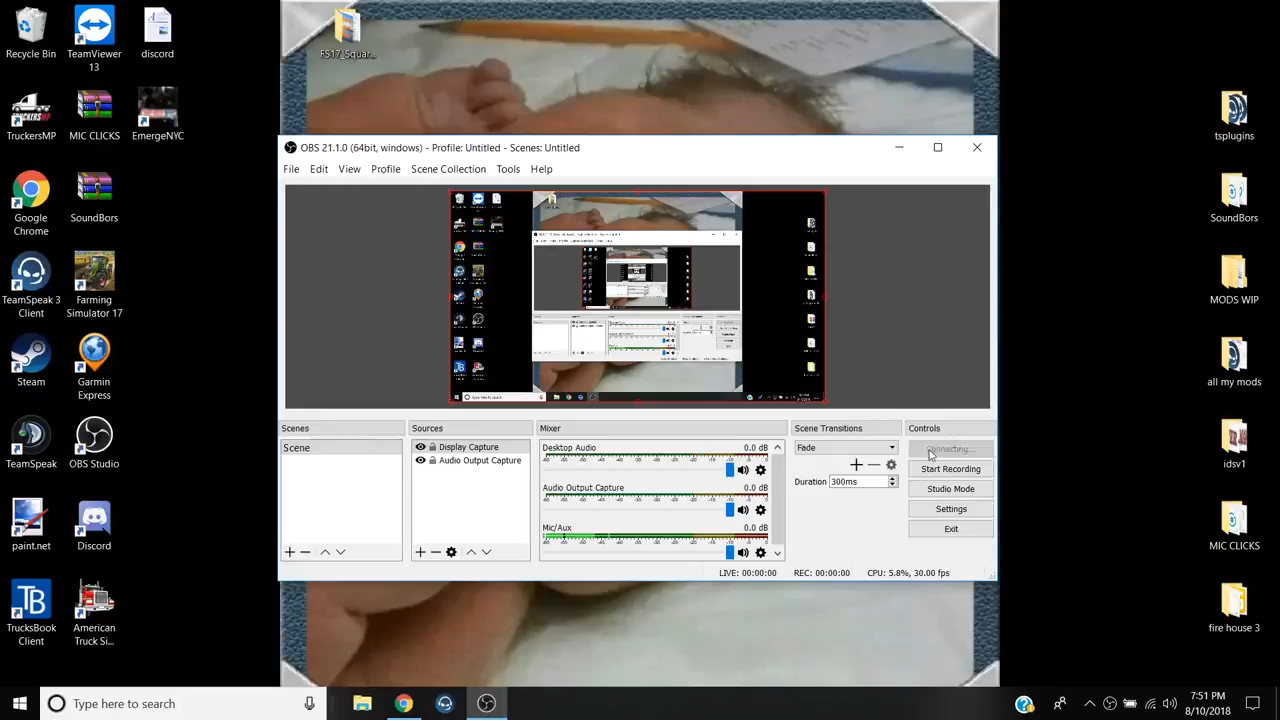 Recycle Bin
TeamViewer
13
discord
FS17_Squar...
TruckersMP
MIC CLICKS
EmergeNYC
Google
Chrome
SoundBors
TeamSpeak 3
Client
Farming
Simulator 17
Steam
Garmin
Express
TeamSpeak
OBS Studio
paint.net
Discord
TrucksBook
Client
American
Truck Si...
OBS 21.1.0 (64bit, windows) - Profile: Untitled - Scenes: Untitled
File Edit View Profile Scene Collection Tools Help
Scenes
Scene
Sources
Display Capture
Audio Output Capture
Mixer
Desktop Audio 0.0 dB
Audio Output Capture 0.0 dB
Mic/Aux 0.0 dB
Scene Transitions
Fade
Duration 300ms
Controls
Connecting...
Start Recording
Studio Mode
Settings
Exit
LIVE: 00:00:00 REC: 00:00:00 CPU: 5.8%, 30.00 fps
tsplugins
SoundBors
MODS WIP
all my mods
idsv1
MIC CLICKS
fire house 3
Type here to search
7:51 PM
8/10/2018